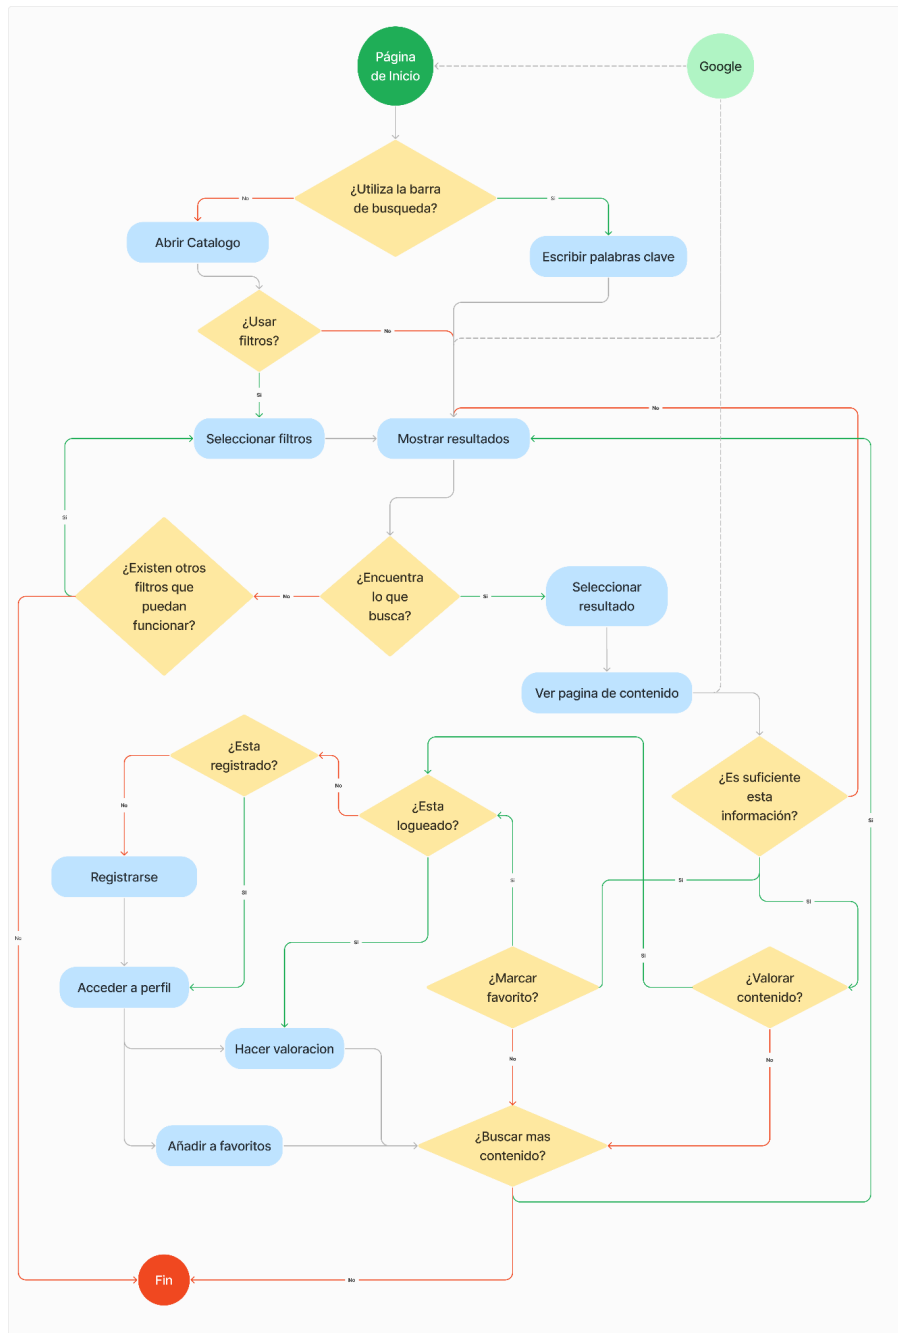 Página
de Inicio
Google
¿Utiliza la barra
de busqueda?
No
Si
Abrir Catalogo
Escribir palabras clave
¿Usar
filtros?
No
Si
No
Seleccionar filtros
Mostrar resultados
Si
¿Existen otros
filtros que
puedan
funcionar?
No
¿Encuentra
lo que
busca?
Si
Seleccionar
resultado
Ver pagina de contenido
¿Esta
registrado?
No
¿Esta
logueado?
¿Es suficiente
esta
información?
No
Si
Registrarse
Si
Si
Si
Si
No
Si
Si
Acceder a perfil
¿Marcar
favorito?
¿Valorar
contenido?
Hacer valoracion
No
No
Añadir a favoritos
¿Buscar mas
contenido?
Fin
No